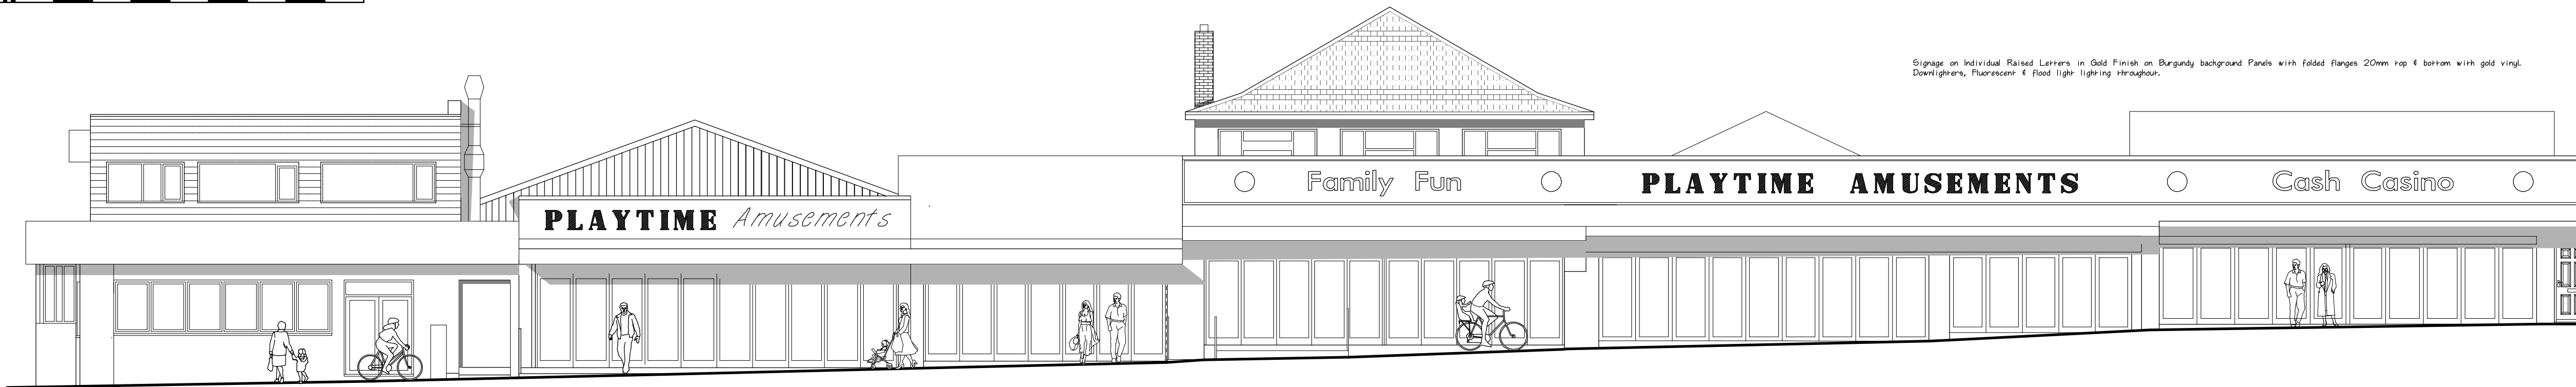 Signage on Individual Raised Letters in Gold Finish on Burgundy background Panels with folded flanges 20mm top & bottom with gold vinyl.
Downlighters, Fluorescent & flood light lighting throughout.
Family Fun
PLAYTIME AMUSEMENTS
Cash Casino
PLAYTIME Amusements